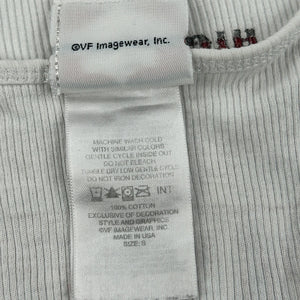 ©VF Imagewear, Inc.
MACHINE WASH COLD
WITH SIMILAR COLORS
GENTLE CYCLE INSIDE OUT
DO NOT BLEACH
TUMBLE DRY LOW GENTLE CYCLE
DO NOT IRON DECORATION
INT
100% COTTON
EXCLUSIVE OF DECORATION
STYLE AND GRAPHICS
©VF IMAGEWEAR, INC.
MADE IN USA
SIZE: S